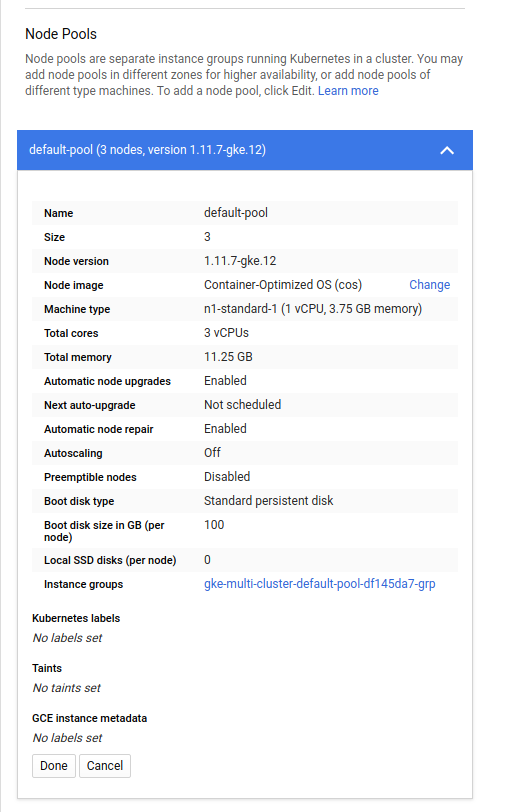 Node Pools
Node pools are separate instance groups running Kubernetes in a cluster. You may
add node pools in different zones for higher availability, or add node pools of
different type machines. To add a node pool, click Edit. Learn more
default-pool (3 nodes, version 1.11.7-gke.12)
Name default-pool
Size 3
Node version 1.11.7-gke.12
Node image Container-Optimized OS (cos) Change
Machine type n1-standard-1 (1 vCPU, 3.75 GB memory)
Total cores 3 vCPUs
Total memory 11.25 GB
Automatic node upgrades Enabled
Next auto-upgrade Not scheduled
Automatic node repair Enabled
Autoscaling Off
Preemptible nodes Disabled
Boot disk type Standard persistent disk
Boot disk size in GB (per 100
node)
Local SSD disks (per node) 0
Instance groups gke-multi-cluster-default-pool-df145da7-grp
Kubernetes labels
No labels set
Taints
No taints set
GCE instance metadata
No labels set
Done Cancel